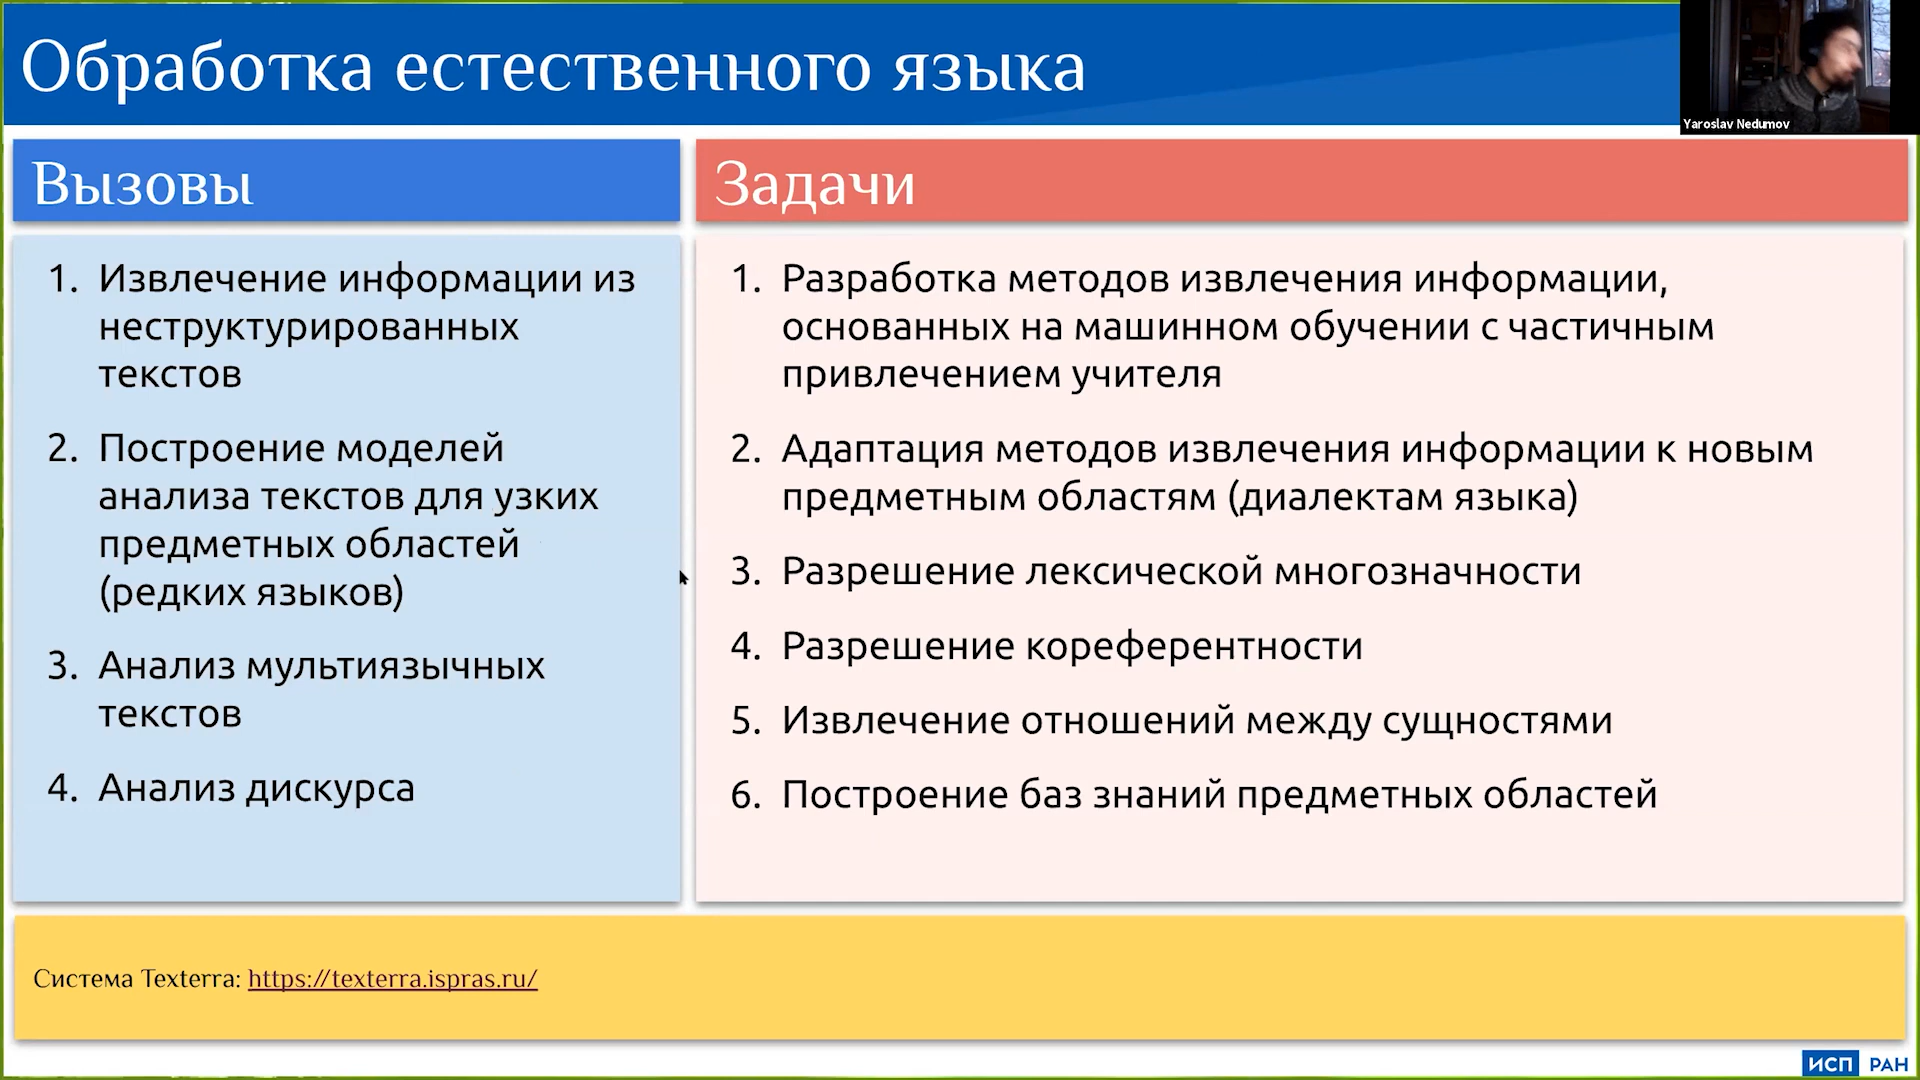 Обработка естественного языка
Yaroslav Nedumov
Вызовы
1. Извлечение информации из
неструктурированных
текстов
2. Построение моделей
анализа текстов для узких
предметных областей
(редких языков)
3. Анализ мультиязычных
текстов
4. Анализ дискурса
Задачи
1. Разработка методов извлечения информации,
основанных на машинном обучении с частичным
привлечением учителя
2. Адаптация методов извлечения информации к новым
предметным областям (диалектам языка)
3. Разрешение лексической многозначности
4. Разрешение кореферентности
5. Извлечение отношений между сущностями
6. Построение баз знаний предметных областей
Система Texterra: https://texterra.ispras.ru/
ИСП РАН